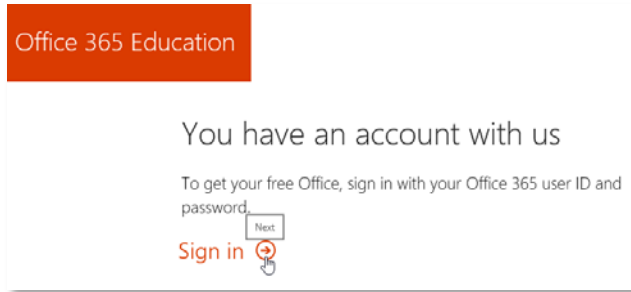 Office 365 Education
You have an account with us
To get your free Office, sign in with your Office 365 user ID and
password.
Next
Sign in